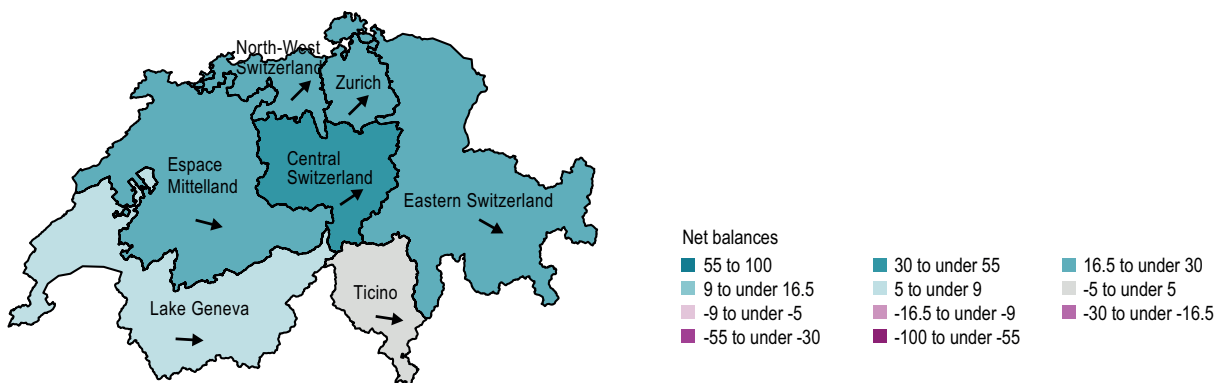 North-West
Switzerland
Zurich
Espace
Mittelland
Central
Switzerland
Eastern Switzerland
Lake Geneva
Ticino
Net balances
55 to 100
30 to under 55
16.5 to under 30
9 to under 16.5
5 to under 9
-5 to under 5
-9 to under -5
-16.5 to under -9
-30 to under -16.5
-55 to under -30
-100 to under -55